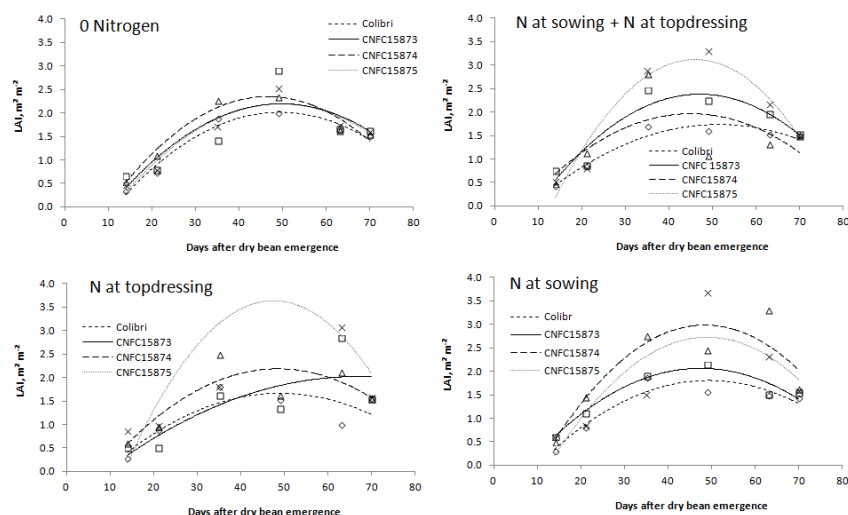 0 Nitrogen
Colibri
CNFC15873
CNFC15874
CNFC15875
LAI, m² m⁻²
4.0
3.5
3.0
2.5
2.0
1.5
1.0
0.5
0.0
0 10 20 30 40 50 60 70 80
Days after dry bean emergence
N at sowing + N at topdressing
LAI, m² m⁻²
4.0
3.5
3.0
2.5
2.0
1.5
1.0
0.5
0.0
Colibri
CNFC 15873
CNFC15874
CNFC15875
0 10 20 30 40 50 60 70 80
Days after dry bean emergence
N at topdressing
Colibri
CNFC15873
CNFC15874
CNFC15875
LAI, m² m⁻²
4.0
3.5
3.0
2.5
2.0
1.5
1.0
0.5
0.0
0 10 20 30 40 50 60 70 80
Days after dry bean emergence
N at sowing
Colibr
CNFC15873
CNFC15874
CNFC15875
LAI, m² m⁻²
4.0
3.5
3.0
2.5
2.0
1.5
1.0
0.5
0.0
0 10 20 30 40 50 60 70 80
Days after dry bean emergence